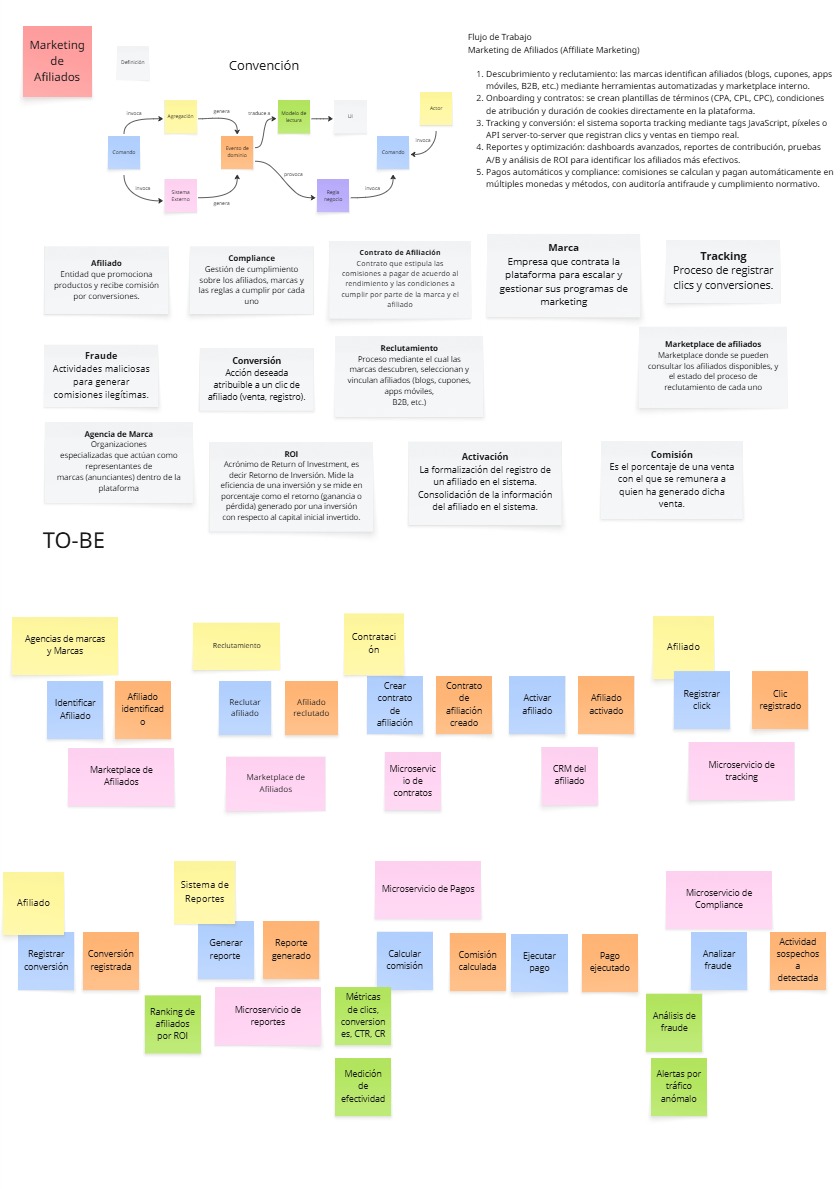 Marketing
de
Afiliados
Definición
Convención
invoca
Agregación
genera
traduce a
Modelo de
lectura
UI
Actor
Comando
Evento de
dominio
Comando
invoca
invoca
Sistema
Externo
genera
provoca
Regla
negocio
invoca
Flujo de Trabajo
Marketing de Afiliados (Affiliate Marketing)
1. Descubrimiento y reclutamiento: las marcas identifican afiliados (blogs, cupones, apps
móviles, B2B, etc.) mediante herramientas automatizadas y marketplace interno.
2. Onboarding y contratos: se crean plantillas de términos (CPA, CPL, CPC), condiciones
de atribución y duración de cookies directamente en la plataforma.
3. Tracking y conversión: el sistema soporta tracking mediante tags JavaScript, píxeles o
API server-to-server que registran clics y ventas en tiempo real.
4. Reportes y optimización: dashboards avanzados, reportes de contribución, pruebas
A/B y análisis de ROI para identificar los afiliados más efectivos.
5. Pagos automáticos y compliance: comisiones se calculan y pagan automáticamente en
múltiples monedas y métodos, con auditoría antifraude y cumplimiento normativo.
Afiliado
Entidad que promociona
productos y recibe comisión
por conversiones.
Compliance
Gestión de cumplimiento
sobre los afiliados, marcas y
las reglas a cumplir por cada
uno
Contrato de Afiliación
Contrato que estipula las
comisiones a pagar de acuerdo al
rendimiento y las condiciones a
cumplir por parte de la marca y el
afiliado
Marca
Empresa que contrata la
plataforma para escalar y
gestionar sus programas de
marketing
Tracking
Proceso de registrar
clics y conversiones.
Fraude
Actividades maliciosas
para generar
comisiones ilegítimas.
Conversión
Acción deseada
atribuible a un clic de
afiliado (venta, registro).
Reclutamiento
Proceso mediante el cual las
marcas descubren, seleccionan y
vinculan afiliados (blogs, cupones,
apps móviles,
B2B, etc.)
Marketplace de afiliados
Marketplace donde se pueden
consultar los afiliados disponibles, y
el estado del proceso de
reclutamiento de cada uno
Agencia de Marca
Organizaciones
especializadas que actúan como
representantes de
marcas (anunciantes) dentro de la
plataforma
ROI
Acrónimo de Return of Investment, es
decir Retorno de Inversión. Mide la
eficiencia de una inversión y se mide en
porcentaje como el retorno (ganancia o
pérdida) generado por una inversión
con respecto al capital inicial invertido.
Activación
La formalización del registro de
un afiliado en el sistema.
Consolidación de la información
del afiliado en el sistema.
Comisión
Es el porcentaje de una venta
con el que se remunera a
quien ha generado dicha
venta.
TO-BE
Agencias de marcas
y Marcas
Identificar
Afiliado
Afiliado
identificad
o
Marketplace de
Afiliados
Reclutamiento
Reclutar
afiliado
Afiliado
reclutado
Marketplace de
Afiliados
Contrataci
ón
Crear
contrato
de
afiliación
Contrato
de
afiliación
creado
Microservic
io de
contratos
Activar
afiliado
Afiliado
activado
CRM del
afiliado
Afiliado
Registrar
click
Clic
registrado
Microservicio de
tracking
Afiliado
Registrar
conversión
Conversión
registrada
Sistema de
Reportes
Generar
reporte
Reporte
generado
Ranking de
afiliados
por ROI
Microservicio de
reportes
Métricas
de clics,
conversion
es, CTR, CR
Medición
de
efectividad
Microservicio de Pagos
Calcular
comisión
Comisión
calculada
Ejecutar
pago
Pago
ejecutado
Microservicio de
Compliance
Analizar
fraude
Actividad
sospechos
a
detectada
Análisis de
fraude
Alertas por
tráfico
anómalo